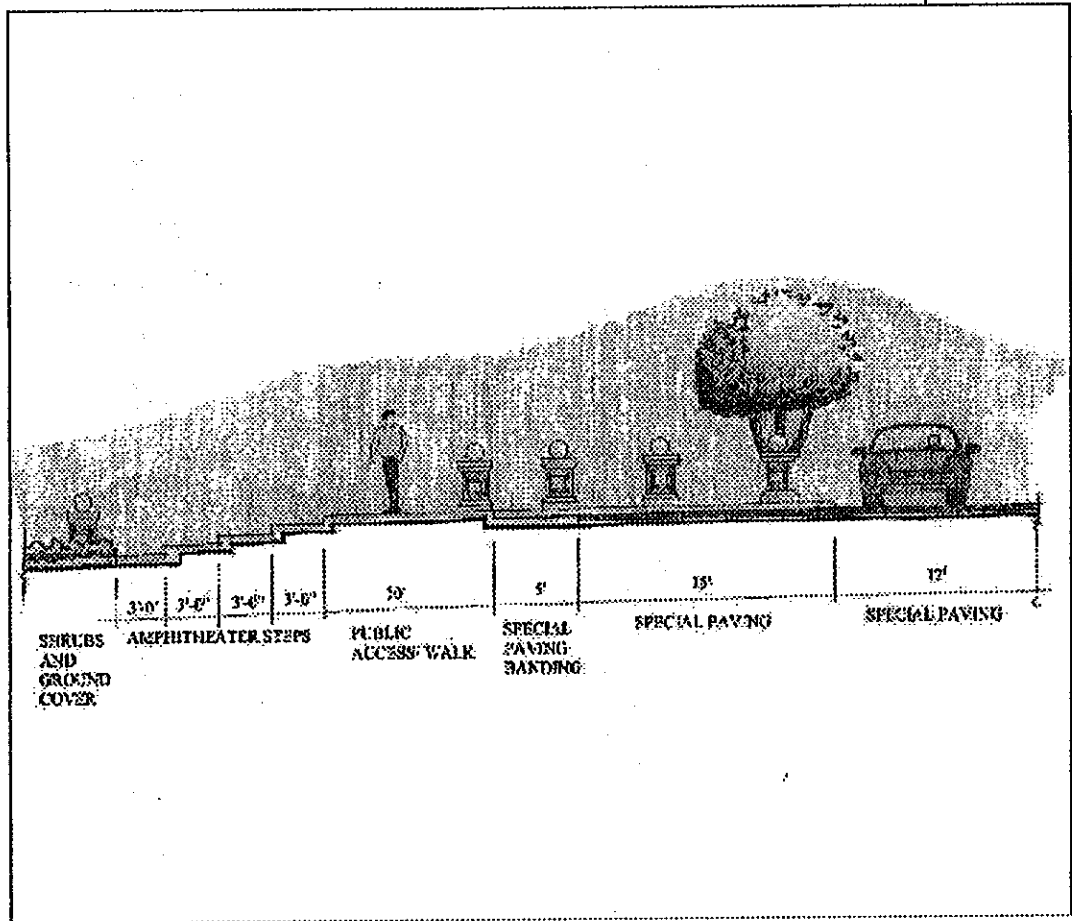 3'-0" 3'-0" 3'-0" 3'-0" 10' 5' 15' 12'
SHRUBS
AND
GROUND
COVER
AMPHITHEATER STEPS
PUBLIC
ACCESS WALK
SPECIAL
PAVING
BANDING
SPECIAL PAVING
SPECIAL PAVING